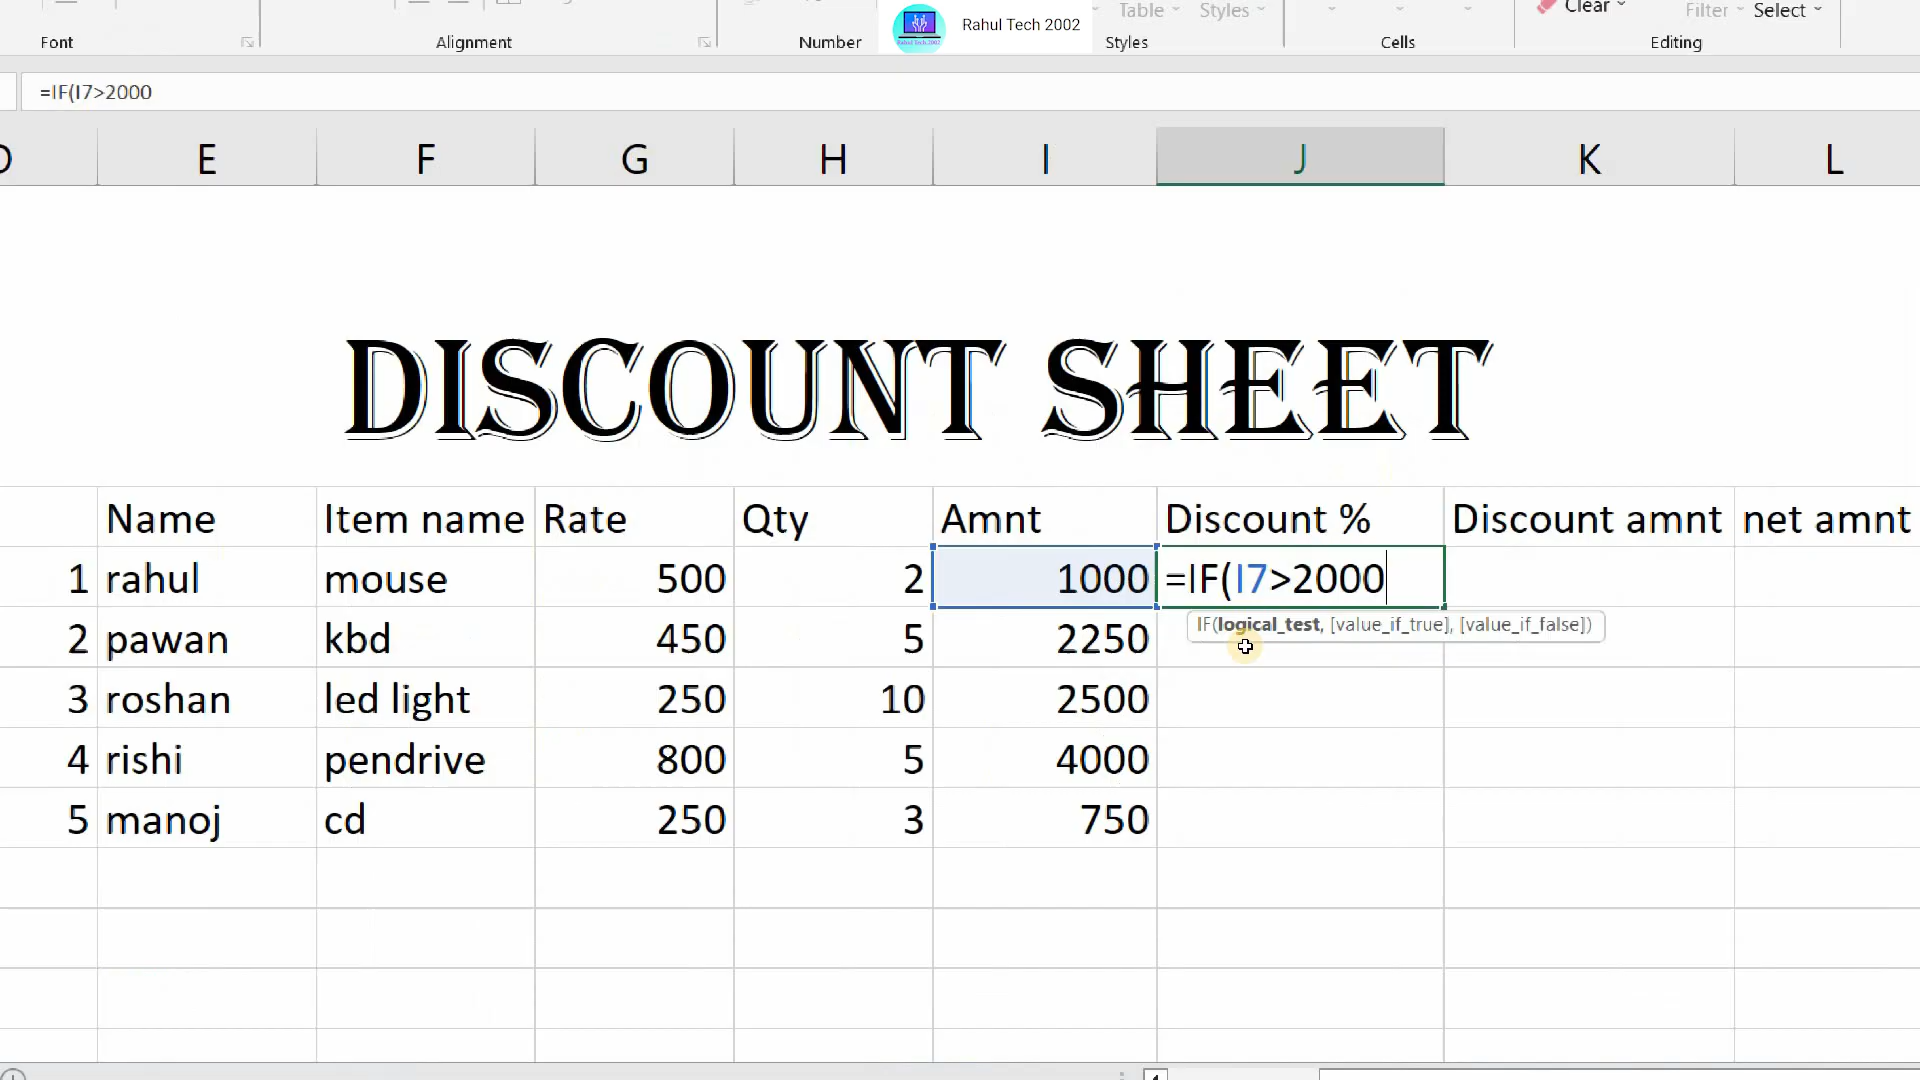 Table Styles Clear Filter Select
Font Alignment Number Styles Cells Editing
Rahul Tech 2002
=IF(I7>2000
E F G H I J K L
DISCOUNT SHEET
Name Item name Rate Qty Amnt Discount % Discount amnt net amnt
1 rahul mouse 500 2 1000 =IF(I7>2000
IF(logical_test, [value_if_true], [value_if_false])
2 pawan kbd 450 5 2250
3 roshan led light 250 10 2500
4 rishi pendrive 800 5 4000
5 manoj cd 250 3 750